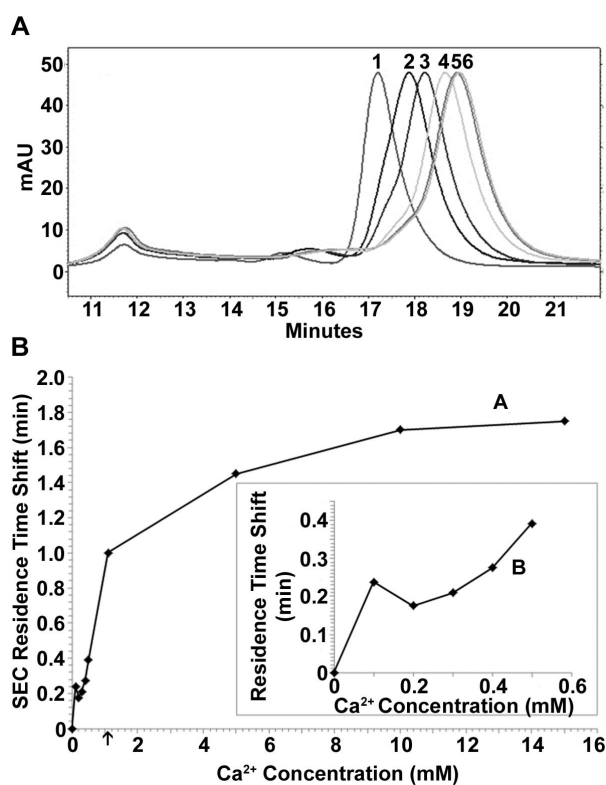 A
50
40
30
20
10
0
mAU
1 2 3 4 5 6
11 12 13 14 15 16 17 18 19 20 21
Minutes
B
2.0
1.8
1.6
1.4
1.2
1.0
0.8
0.6
0.4
0.2
0
SEC Residence Time Shift (min)
A
0.4
0.3
0.2
0.1
0
Residence Time Shift
(min)
B
0 0.2 0.4 0.6
Ca²⁺ Concentration (mM)
0 2 4 6 8 10 12 14 16
Ca²⁺ Concentration (mM)